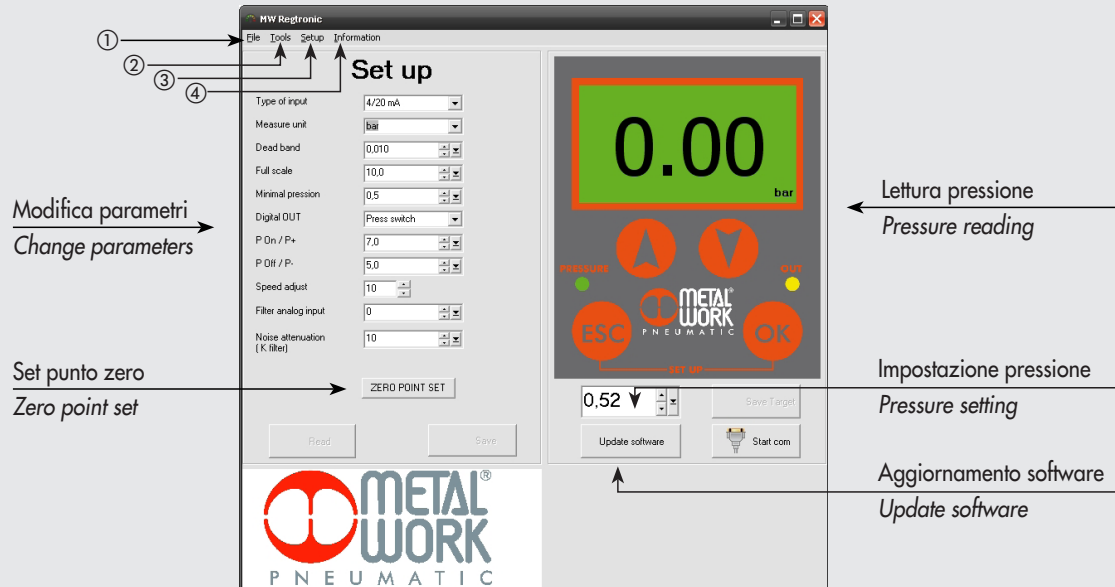 MW Regtronic
File Tools Setup Information
①
②
③
④
Set up
Type of input 4/20 mA
Measure unit bar
Dead band 0,010
Full scale 10,0
Minimal pression 0,5
Digital OUT Press switch
P On / P+ 7,0
P Off / P- 5,0
Speed adjust 10
Filter analog input 0
Noise attenuation
( K filter) 10
ZERO POINT SET
Read Save
Modifica parametri
Change parameters
Set punto zero
Zero point set
METAL®
WORK
PNEUMATIC
0.00
bar
PRESSURE OUT
METAL®
WORK
PNEUMATIC
ESC OK
SET UP
0,52 Save Target
Update software Start com
Lettura pressione
Pressure reading
Impostazione pressione
Pressure setting
Aggiornamento software
Update software